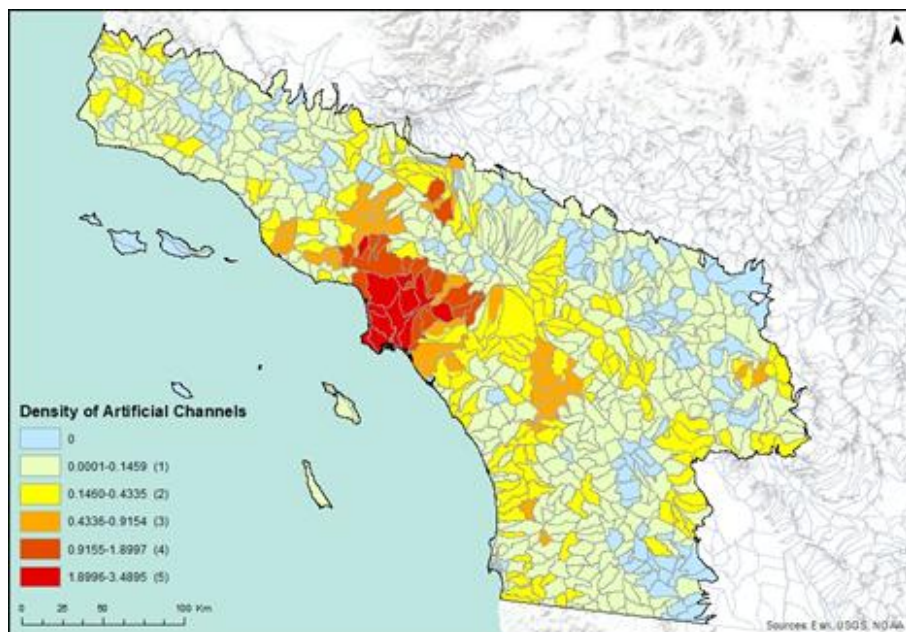 Density of Artificial Channels
0
0.0001-0.1459 (1)
0.1460-0.4335 (2)
0.4336-0.9154 (3)
0.9155-1.8997 (4)
1.8996-3.4895 (5)
0 25 50 100 Km
Sources: Esri, USGS, NOAA